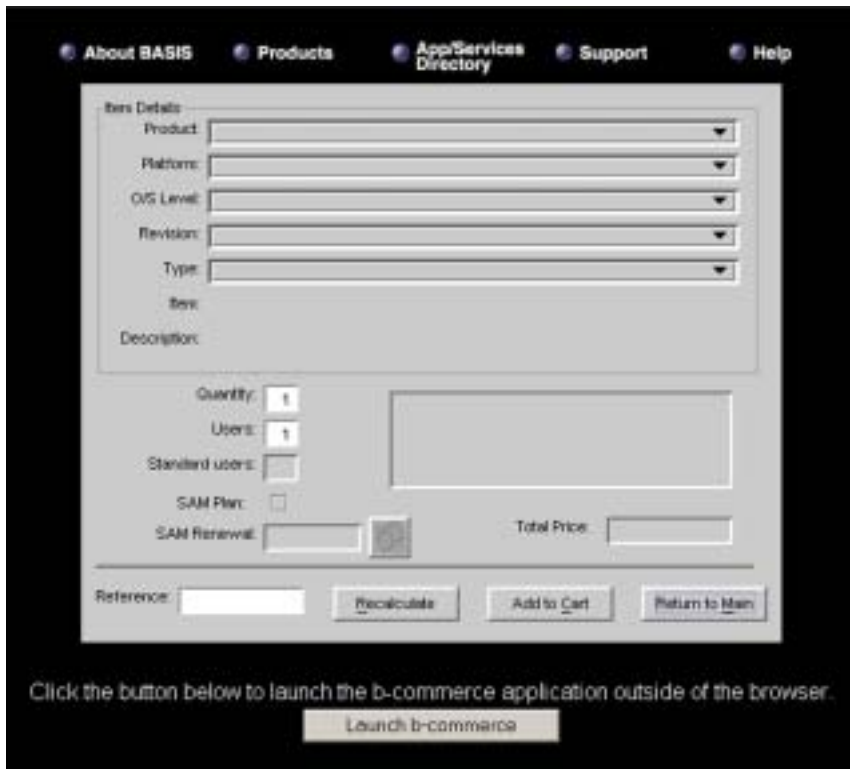 About BASIS Products App/Services Directory Support Help
Item Details
Product:
Platform:
O/S Level:
Revision:
Type:
Item:
Description:
Quantity: 1
Users: 1
Standard users:
SAM Plan:
SAM Renewal:
Total Price:
Reference: Recalculate Add to Cart Return to Main
Click the button below to launch the b-commerce application outside of the browser.
Launch b-commerce